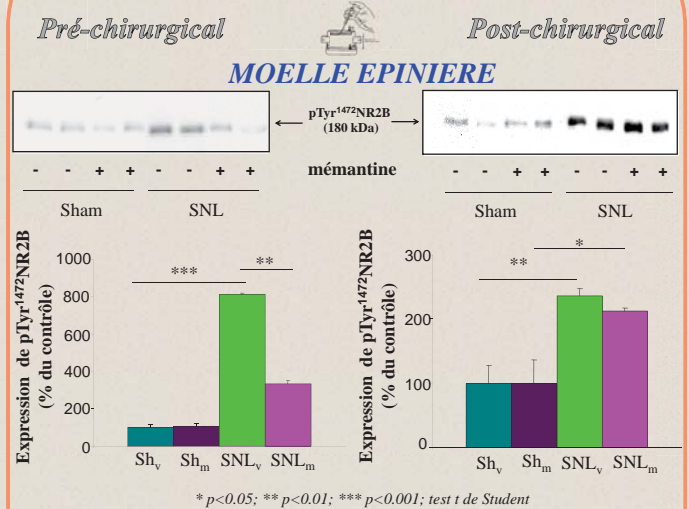 Pré-chirurgical
Post-chirurgical
MOELLE EPINIERE
pTyr¹⁴⁷²NR2B
(180 kDa)
- - + + - - + + mémantine - - + + - - + +
Sham SNL Sham SNL
Expression de pTyr¹⁴⁷²NR2B
(% du contrôle)
1000
800
600
400
200
0
*** **
Shᵥ Shₘ SNLᵥ SNLₘ
Expression de pTyr¹⁴⁷²NR2B
(% du contrôle)
300
200
100
0
** *
Shᵥ Shₘ SNLᵥ SNLₘ
* p<0.05; ** p<0.01; *** p<0.001; test t de Student